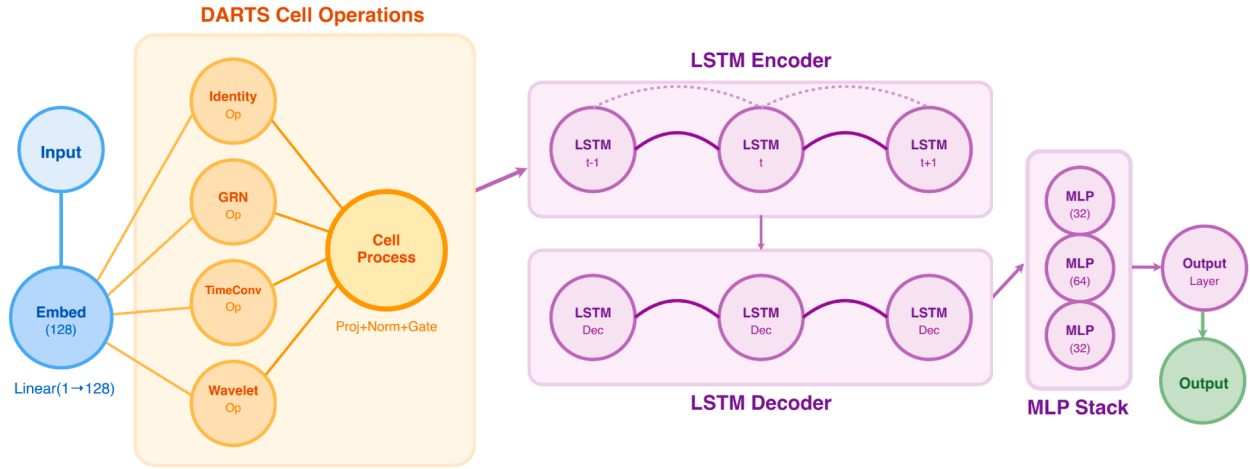 DARTS Cell Operations
Input
Embed
(128)
Linear(1→128)
Identity
Op
GRN
Op
TimeConv
Op
Wavelet
Op
Cell
Process
Proj+Norm+Gate
LSTM Encoder
LSTM
t-1
LSTM
t
LSTM
t+1
LSTM
Dec
LSTM
Dec
LSTM
Dec
LSTM Decoder
MLP
(32)
MLP
(64)
MLP
(32)
MLP Stack
Output
Layer
Output